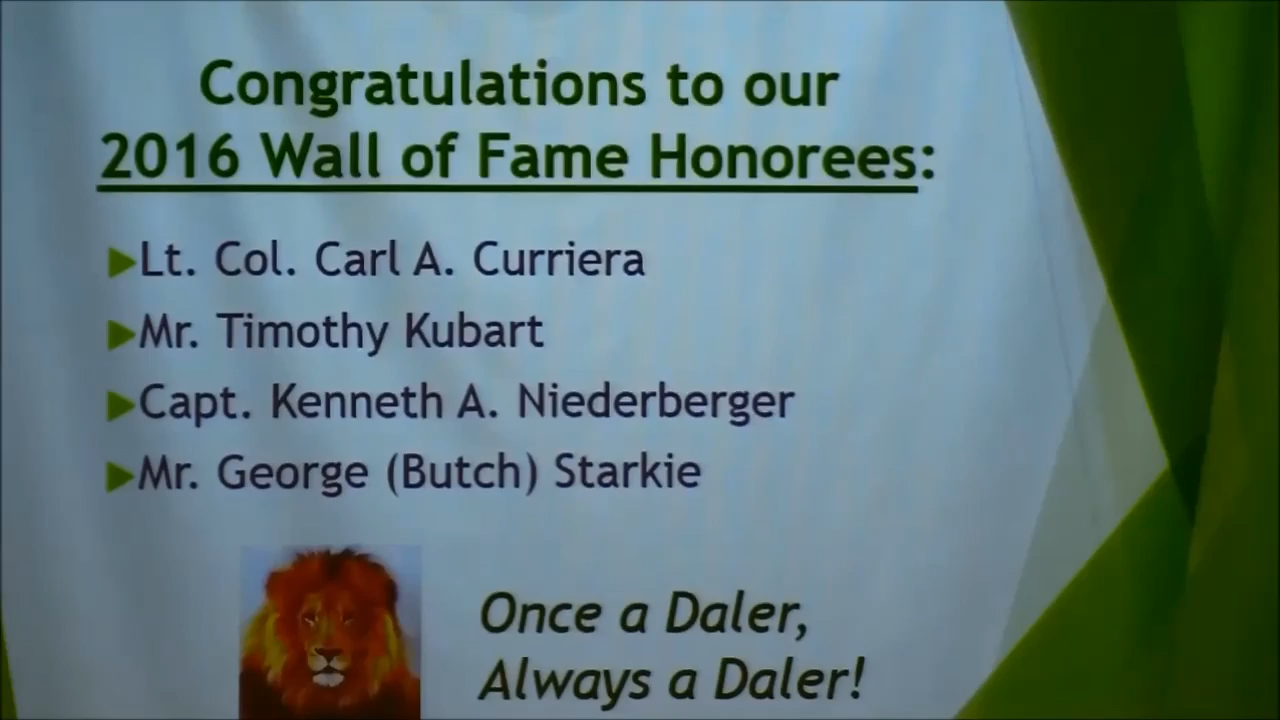 Congratulations to our
2016 Wall of Fame Honorees:
Lt. Col. Carl A. Curriera
Mr. Timothy Kubart
Capt. Kenneth A. Niederberger
Mr. George (Butch) Starkie
Once a Daler,
Always a Daler!